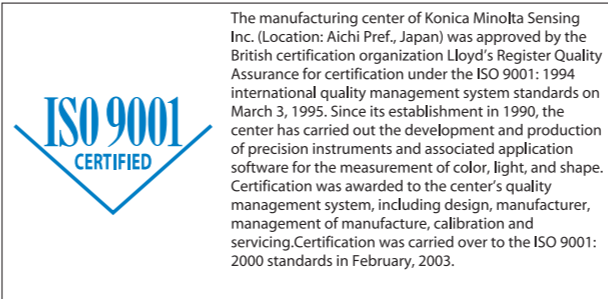 ISO 9001
CERTIFIED
The manufacturing center of Konica Minolta Sensing
Inc. (Location: Aichi Pref., Japan) was approved by the
British certification organization Lloyd's Register Quality
Assurance for certification under the ISO 9001: 1994
international quality management system standards on
March 3, 1995. Since its establishment in 1990, the
center has carried out the development and production
of precision instruments and associated application
software for the measurement of color, light, and shape.
Certification was awarded to the center's quality
management system, including design, manufacturer,
management of manufacture, calibration and
servicing.Certification was carried over to the ISO 9001:
2000 standards in February, 2003.